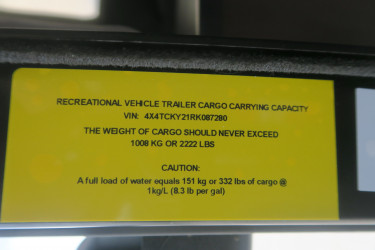 RECREATIONAL VEHICLE TRAILER CARGO CARRYING CAPACITY
VIN: 4X4TCKY21RK087280
THE WEIGHT OF CARGO SHOULD NEVER EXCEED
1008 KG OR 2222 LBS
CAUTION:
A full load of water equals 151 kg or 332 lbs of cargo @
1kg/L (8.3 lb per gal)